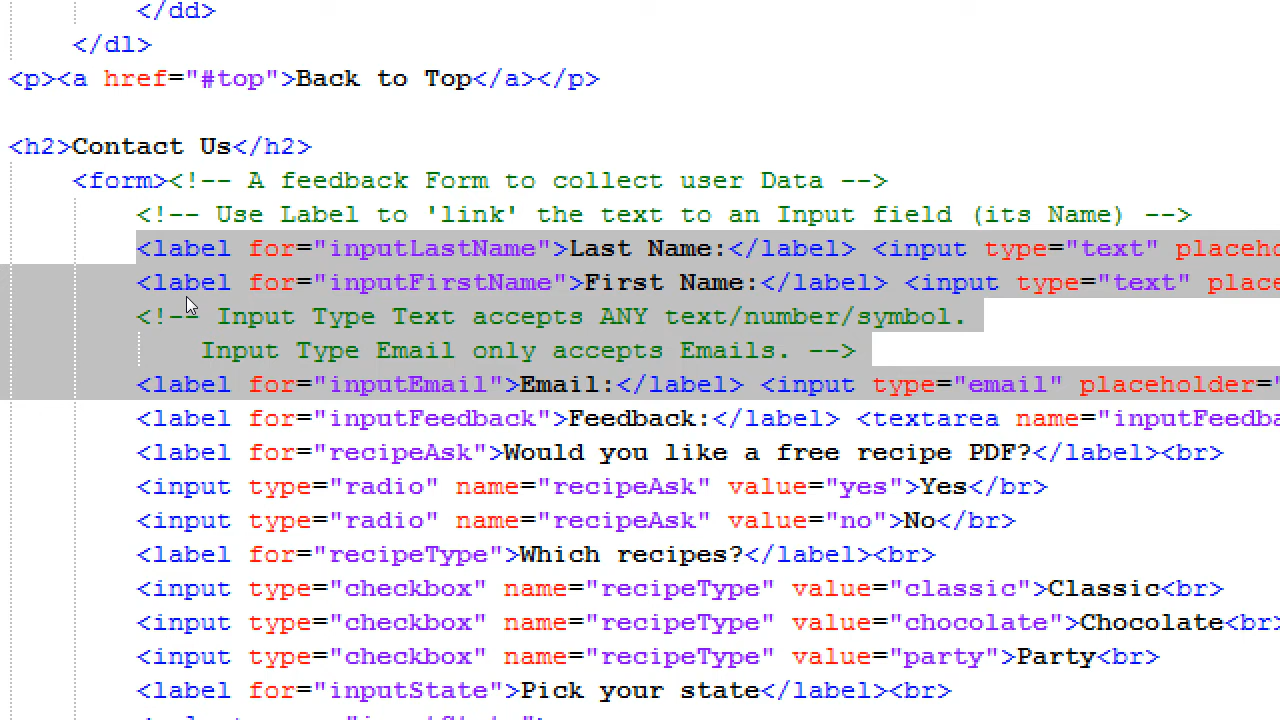 </dd>
</dl>
<p><a href="#top">Back to Top</a></p>
<h2>Contact Us</h2>
<form><!-- A feedback Form to collect user Data -->
<!-- Use Label to 'link' the text to an Input field (its Name) -->
<label for="inputLastName">Last Name:</label> <input type="text" placeho
<label for="inputFirstName">First Name:</label> <input type="text" place
<!-- Input Type Text accepts ANY text/number/symbol.
Input Type Email only accepts Emails. -->
<label for="inputEmail">Email:</label> <input type="email" placeholder="
<label for="inputFeedback">Feedback:</label> <textarea name="inputFeedba
<label for="recipeAsk">Would you like a free recipe PDF?</label><br>
<input type="radio" name="recipeAsk" value="yes">Yes</br>
<input type="radio" name="recipeAsk" value="no">No</br>
<label for="recipeType">Which recipes?</label><br>
<input type="checkbox" name="recipeType" value="classic">Classic<br>
<input type="checkbox" name="recipeType" value="chocolate">Chocolate<br>
<input type="checkbox" name="recipeType" value="party">Party<br>
<label for="inputState">Pick your state</label><br>